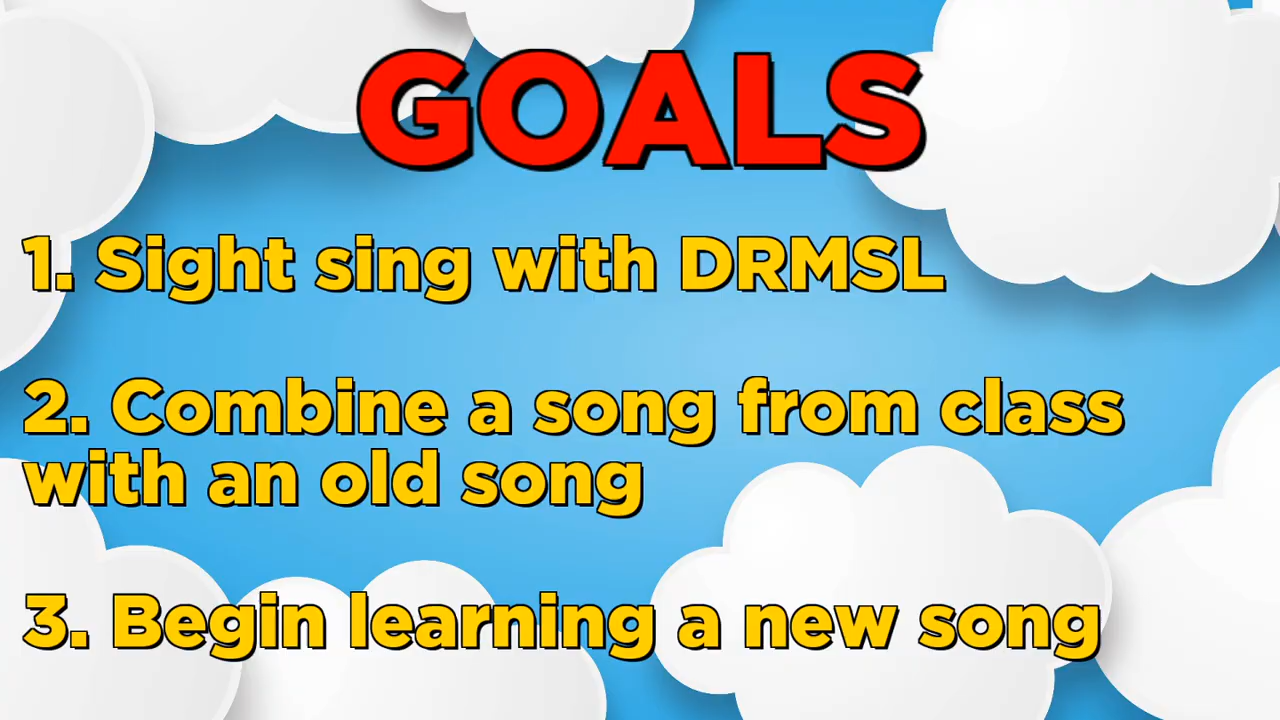 GOALS
1. Sight sing with DRMSL
2. Combine a song from class
with an old song
3. Begin learning a new song